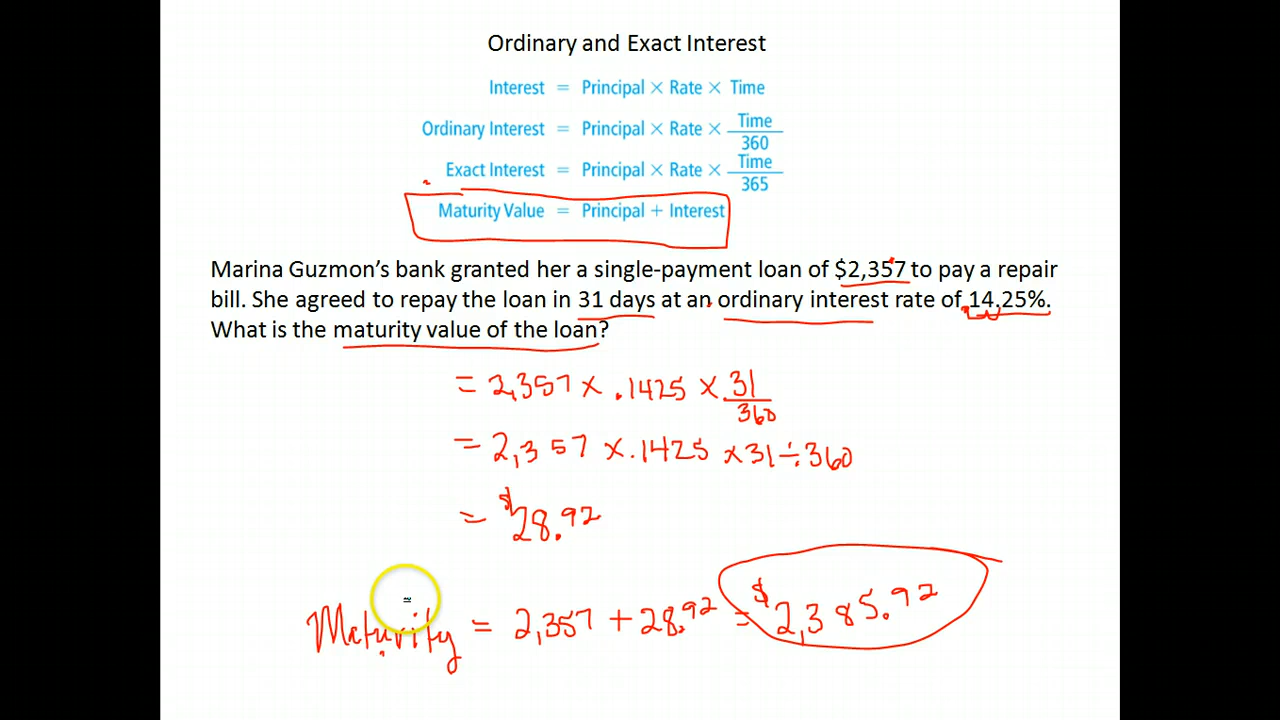 Ordinary and Exact Interest
Interest = Principal × Rate × Time
Ordinary Interest = Principal × Rate × Time/360
Exact Interest = Principal × Rate × Time/365
Maturity Value = Principal + Interest
Marina Guzmon's bank granted her a single-payment loan of $2,357 to pay a repair
bill. She agreed to repay the loan in 31 days at an ordinary interest rate of 14.25%.
What is the maturity value of the loan?
= 2,357 × .1425 × 31/360
= 2,357 × .1425 × 31 ÷ 360
= $28.92
Maturity = 2,357 + 28.92 = $2,385.92